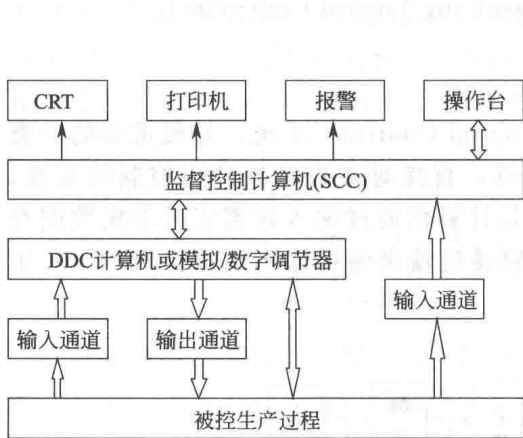 CRT
打印机
报警
操作台
监督控制计算机(SCC)
DDC计算机或模拟/数字调节器
输入通道
输出通道
输入通道
被控生产过程